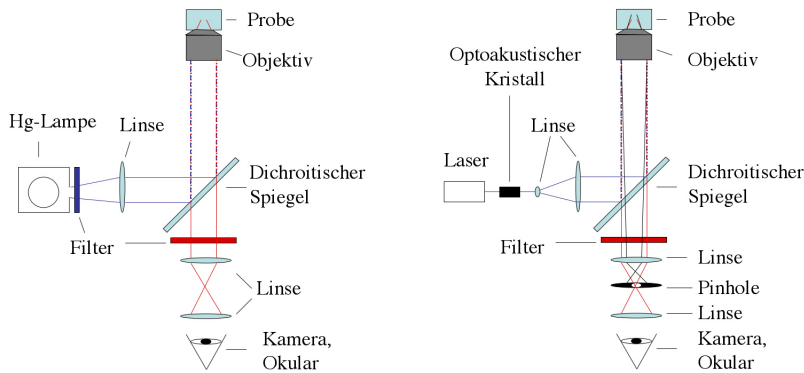 Probe
Objektiv
Hg-Lampe
Linse
Dichroitischer
Spiegel
Filter
Linse
Kamera,
Okular
Probe
Objektiv
Optoakustischer
Kristall
Linse
Laser
Dichroitischer
Spiegel
Filter
Linse
Pinhole
Linse
Kamera,
Okular